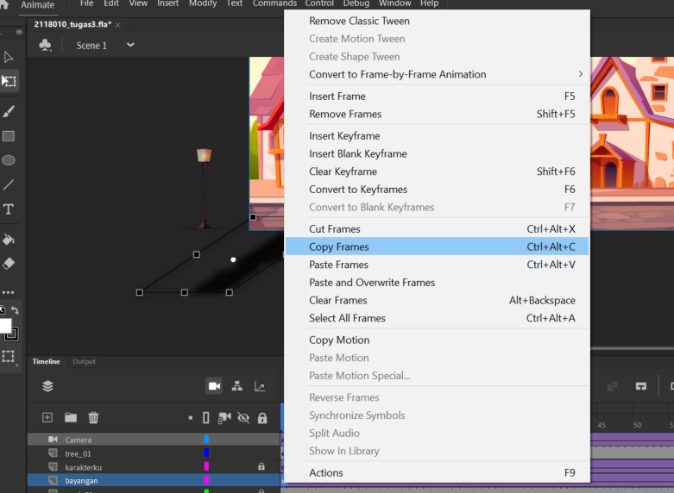 Animate File Edit View Insert Modify Text Commands Control Debug Window Help
2118010_tugas3.fla* ×
Scene 1
Remove Classic Tween
Create Motion Tween
Create Shape Tween
Convert to Frame-by-Frame Animation
Insert Frame F5
Remove Frames Shift+F5
Insert Keyframe
Insert Blank Keyframe
Clear Keyframe Shift+F6
Convert to Keyframes F6
Convert to Blank Keyframes F7
Cut Frames Ctrl+Alt+X
Copy Frames Ctrl+Alt+C
Paste Frames Ctrl+Alt+V
Paste and Overwrite Frames
Clear Frames Alt+Backspace
Select All Frames Ctrl+Alt+A
Copy Motion
Paste Motion
Paste Motion Special...
Reverse Frames
Synchronize Symbols
Split Audio
Show In Library
Actions F9
Timeline Output
45 50
Camera
tree_01
karakterku
bayangan